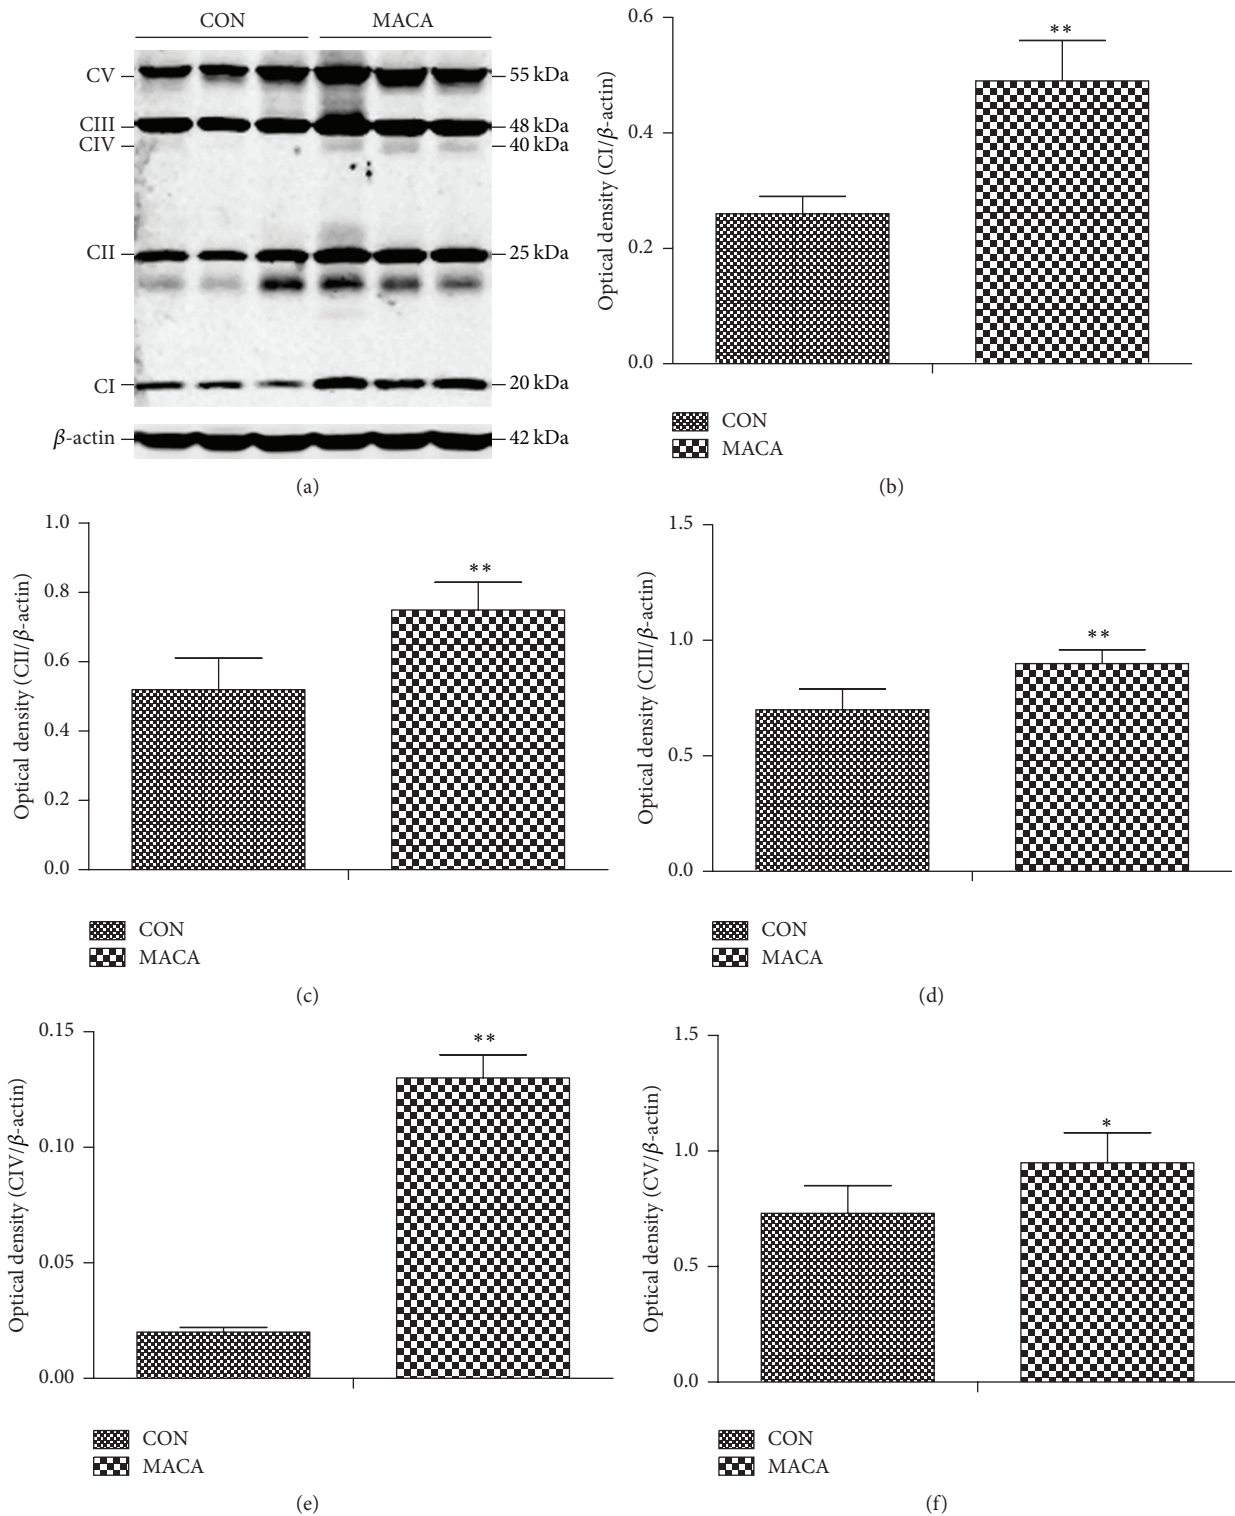 CON MACA
CV 55 kDa
CIII 48 kDa
CIV 40 kDa
CII 25 kDa
CI 20 kDa
β-actin 42 kDa
(a)
Optical density (CI/β-actin)
0.6
0.4
0.2
0.0
**
CON
MACA
(b)
Optical density (CII/β-actin)
1.0
0.8
0.6
0.4
0.2
0.0
**
CON
MACA
(c)
Optical density (CIII/β-actin)
1.5
1.0
0.5
0.0
**
CON
MACA
(d)
Optical density (CIV/β-actin)
0.15
0.10
0.05
0.00
**
CON
MACA
(e)
Optical density (CV/β-actin)
1.5
1.0
0.5
0.0
*
CON
MACA
(f)